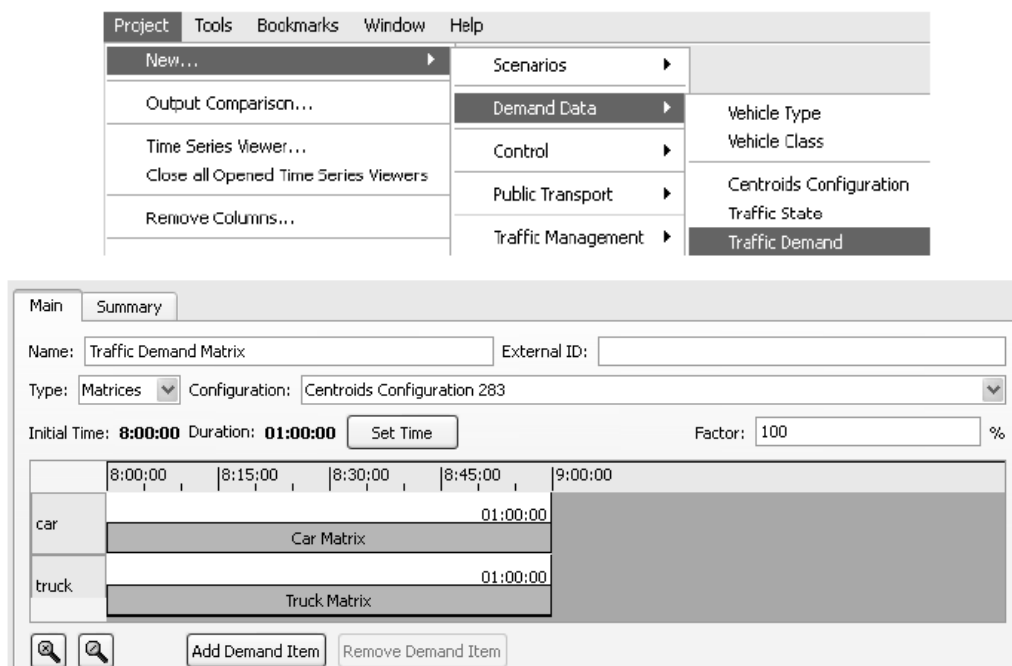 Project Tools Bookmarks Window Help
New...
Scenarios
Output Comparison...
Demand Data
Vehicle Type
Vehicle Class
Time Series Viewer...
Control
Close all Opened Time Series Viewers
Centroids Configuration
Public Transport
Traffic State
Remove Columns...
Traffic Management
Traffic Demand
Main Summary
Name: Traffic Demand Matrix External ID:
Type: Matrices Configuration: Centroids Configuration 283
Initial Time: 8:00:00 Duration: 01:00:00 Set Time Factor: 100 %
8:00:00 8:15:00 8:30:00 8:45:00 9:00:00
01:00:00
car
Car Matrix
01:00:00
truck
Truck Matrix
Add Demand Item Remove Demand Item